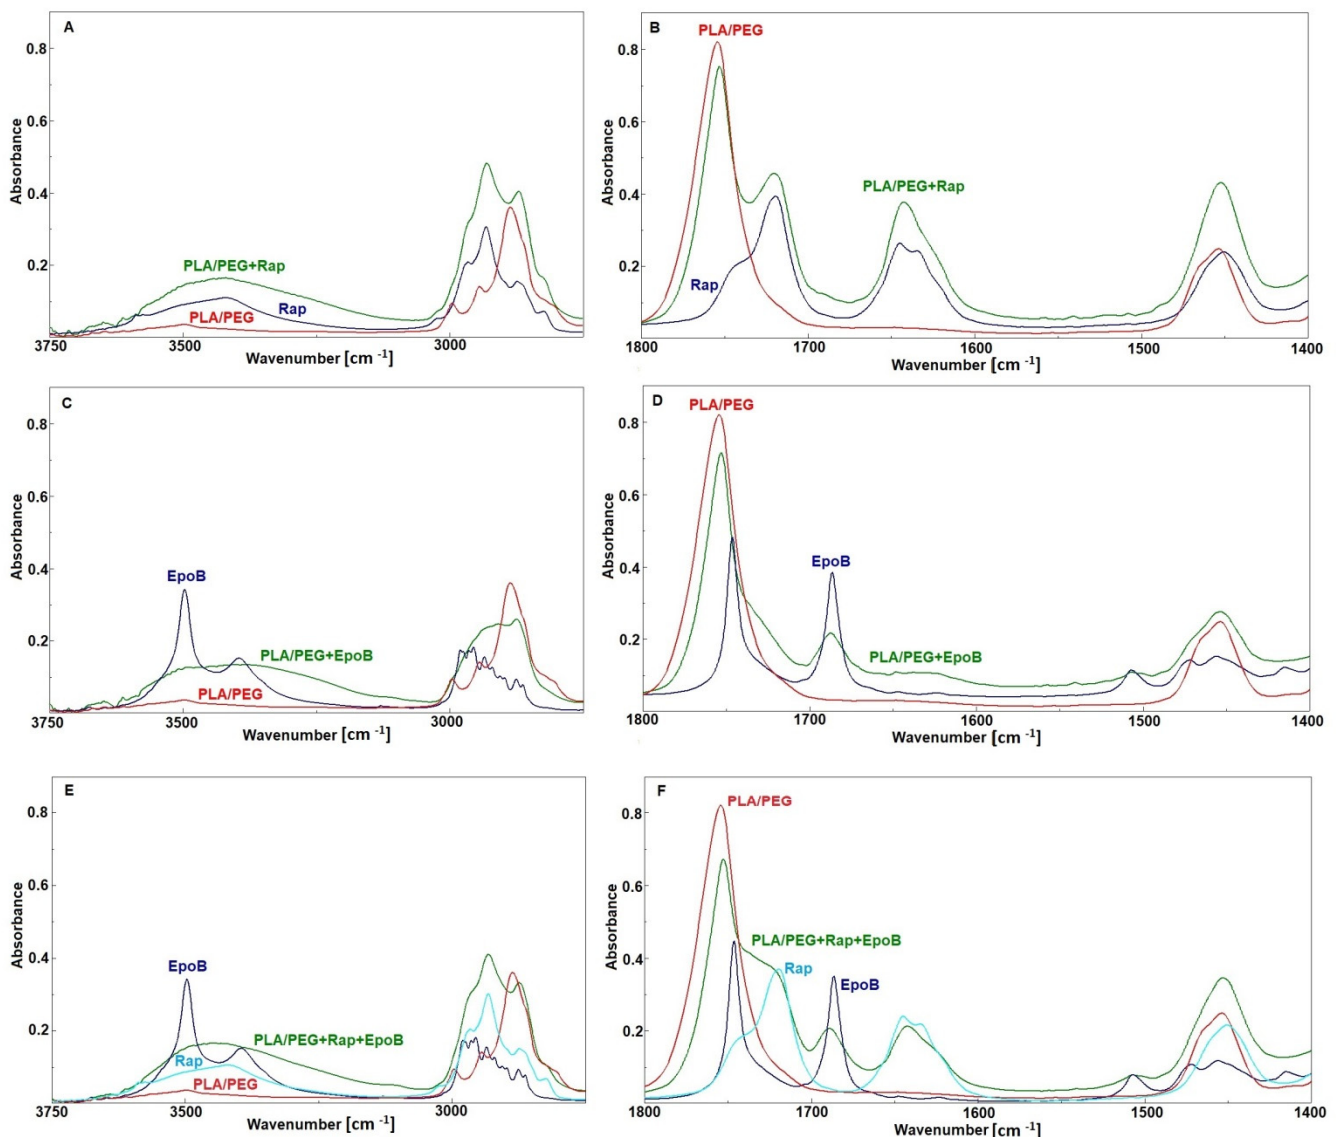 A
0.8
0.6
0.4
0.2
Absorbance
PLA/PEG+Rap
Rap
PLA/PEG
3750
3500
3000
Wavenumber [cm -1]
B
PLA/PEG
0.8
0.6
0.4
0.2
Absorbance
PLA/PEG+Rap
Rap
1800
1700
1600
1500
1400
Wavenumber [cm -1]
C
0.8
0.6
0.4
0.2
Absorbance
EpoB
PLA/PEG+EpoB
PLA/PEG
3750
3500
3000
Wavenumber [cm -1]
D
PLA/PEG
0.8
0.6
0.4
0.2
Absorbance
EpoB
PLA/PEG+EpoB
1800
1700
1600
1500
1400
Wavenumber [cm -1]
E
0.8
0.6
0.4
0.2
Absorbance
EpoB
PLA/PEG+Rap+EpoB
Rap
PLA/PEG
3750
3500
3000
Wavenumber [cm -1]
F
PLA/PEG
0.8
0.6
0.4
0.2
Absorbance
PLA/PEG+Rap+EpoB
Rap
EpoB
1800
1700
1600
1500
1400
Wavenumber [cm -1]